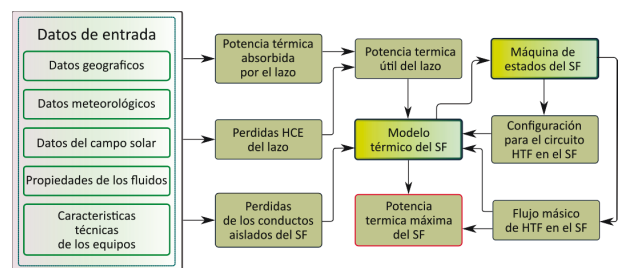 Datos de entrada
Datos geograficos
Datos meteorológicos
Datos del campo solar
Propiedades de los fluidos
Caracteristicas
técnicas
de los equipos
Potencia térmica
absorbida
por el lazo
Perdidas HCE
del lazo
Perdidas
de los conductos
aislados del SF
Potencia termica
útil del lazo
Modelo
térmico del SF
Potencia
termica máxima
del SF
Máquina de
estados del SF
Configuración
para el circuito
HTF en el SF
Flujo másico
de HTF en el SF